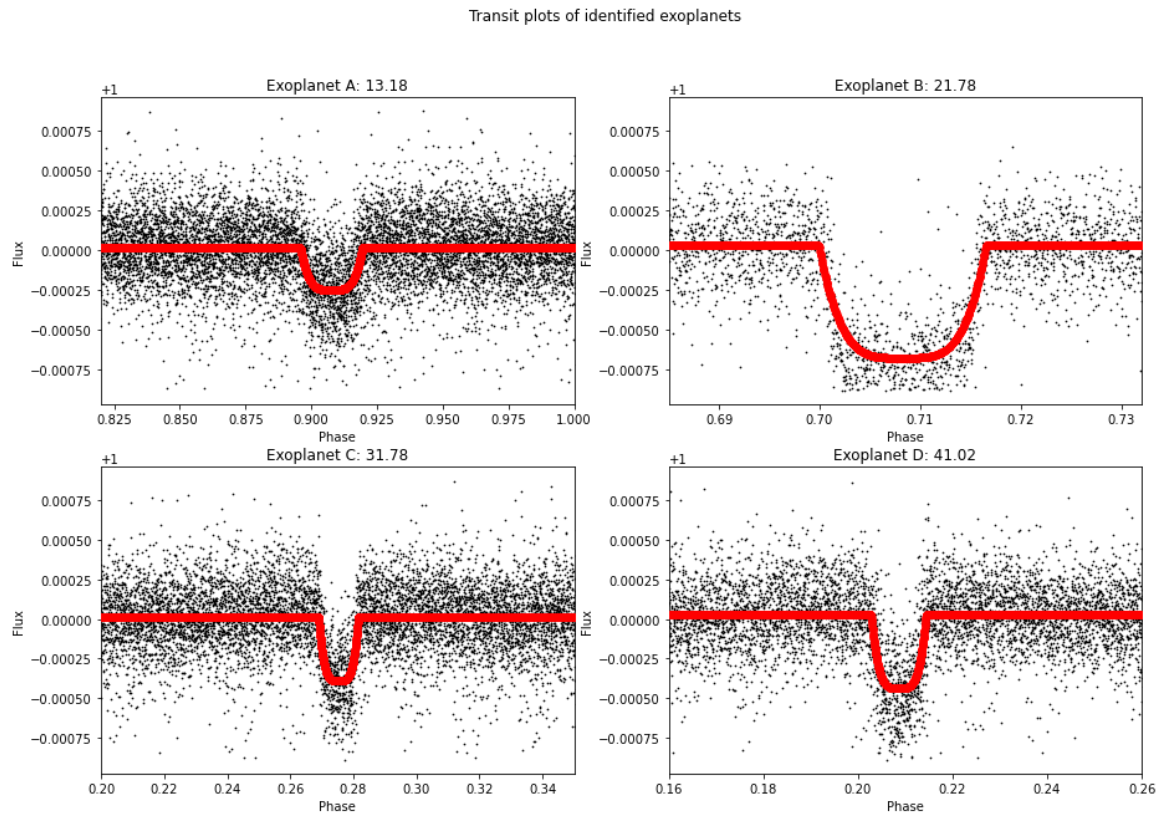 Transit plots of identified exoplanets
Exoplanet A: 13.18
+1
0.00075
0.00050
0.00025
0.00000
−0.00025
−0.00050
−0.00075
Flux
0.825 0.850 0.875 0.900 0.925 0.950 0.975 1.000
Phase
Exoplanet B: 21.78
+1
0.00075
0.00050
0.00025
0.00000
−0.00025
−0.00050
−0.00075
Flux
0.69 0.70 0.71 0.72 0.73
Phase
Exoplanet C: 31.78
+1
0.00075
0.00050
0.00025
0.00000
−0.00025
−0.00050
−0.00075
Flux
0.20 0.22 0.24 0.26 0.28 0.30 0.32 0.34
Phase
Exoplanet D: 41.02
+1
0.00075
0.00050
0.00025
0.00000
−0.00025
−0.00050
−0.00075
Flux
0.16 0.18 0.20 0.22 0.24 0.26
Phase